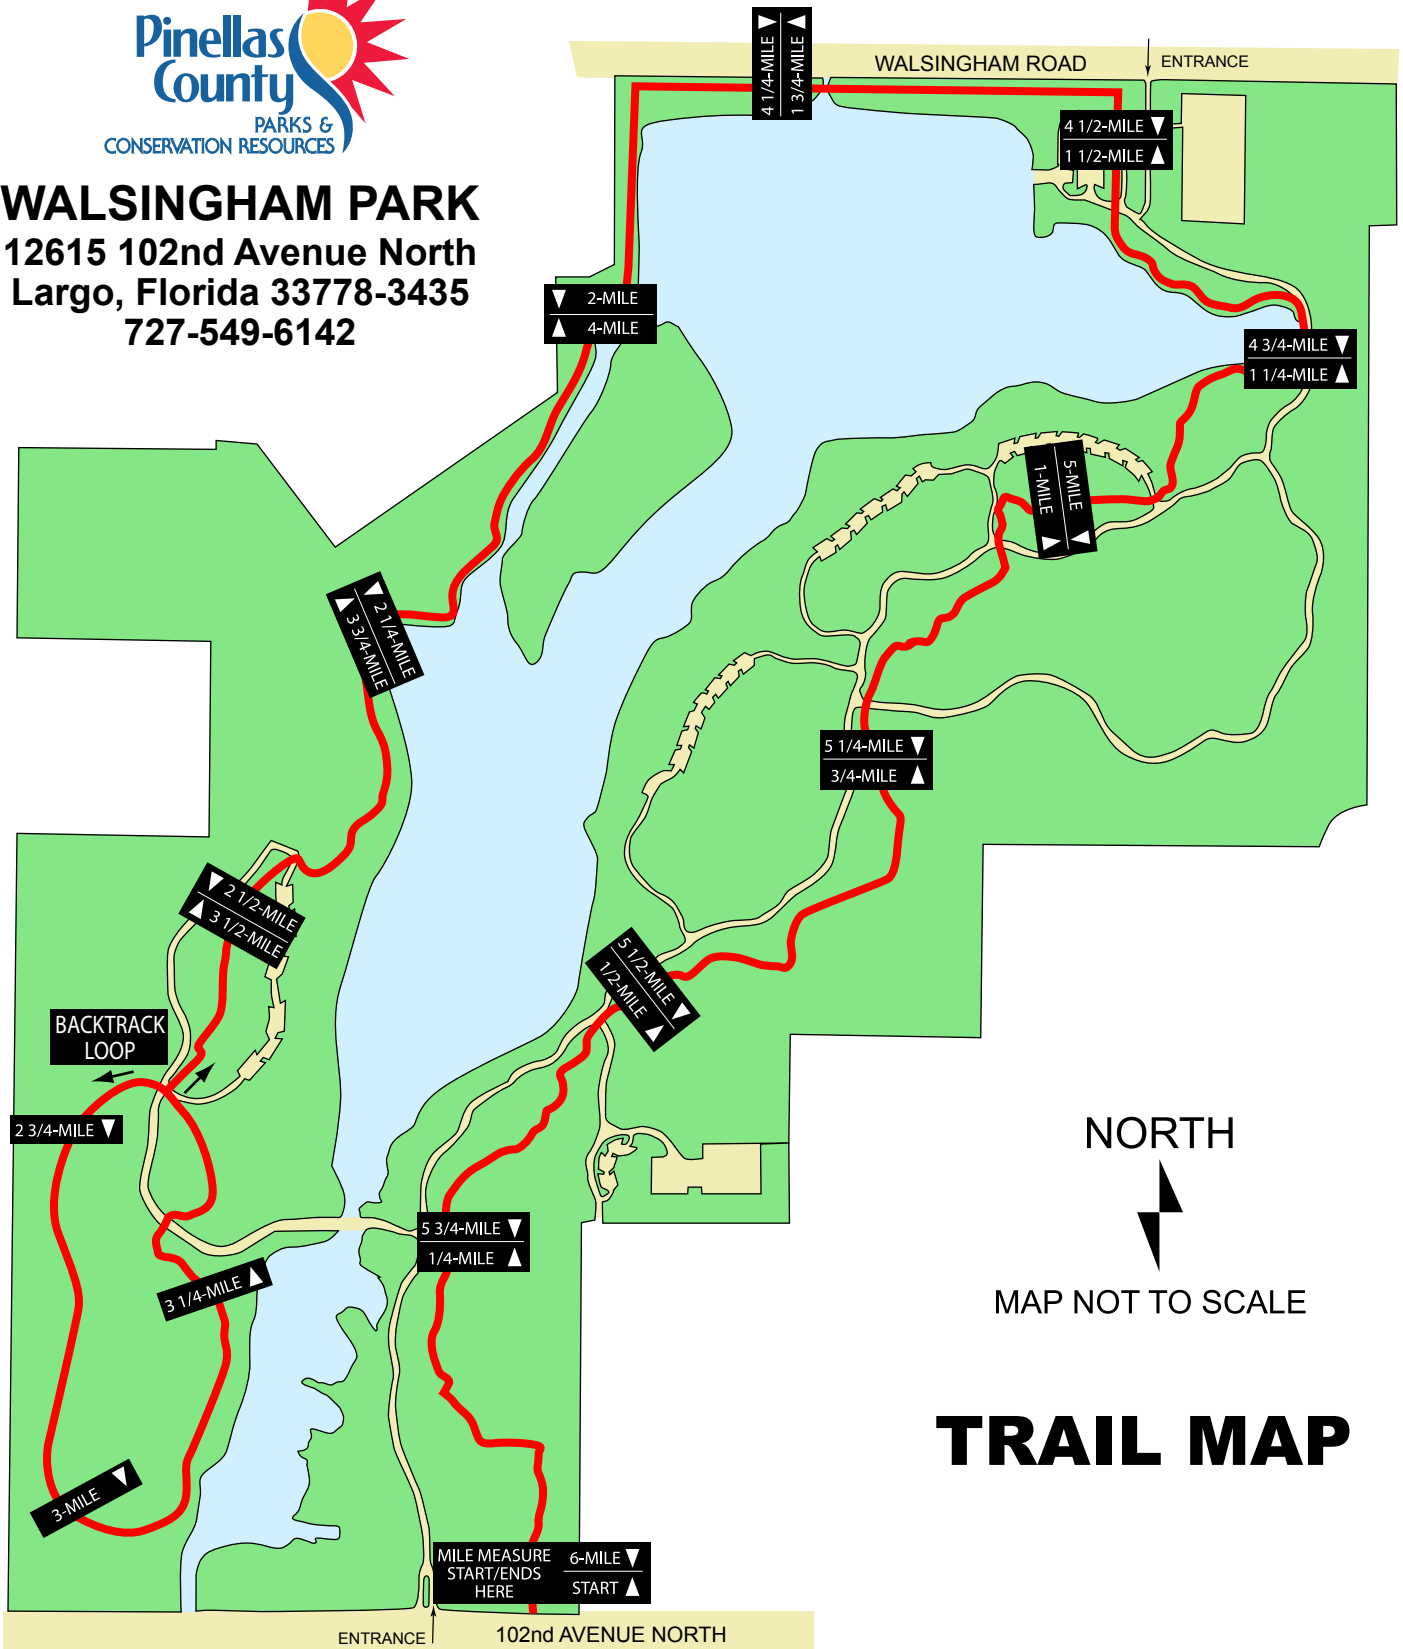 Pinellas
County
PARKS &
CONSERVATION RESOURCES
WALSINGHAM PARK
12615 102nd Avenue North
Largo, Florida 33778-3435
727-549-6142
WALSINGHAM ROAD
ENTRANCE
4 1/4-MILE
1 3/4-MILE
4 1/2-MILE
1 1/2-MILE
2-MILE
4-MILE
4 3/4-MILE
1 1/4-MILE
5-MILE
1-MILE
2 1/4-MILE
3 3/4-MILE
5 1/4-MILE
3/4-MILE
2 1/2-MILE
3 1/2-MILE
5 1/2-MILE
1/2-MILE
BACKTRACK
LOOP
2 3/4-MILE
5 3/4-MILE
1/4-MILE
3 1/4-MILE
3-MILE
NORTH
MAP NOT TO SCALE
TRAIL MAP
MILE MEASURE
START/ENDS
HERE
6-MILE
START
ENTRANCE
102nd AVENUE NORTH